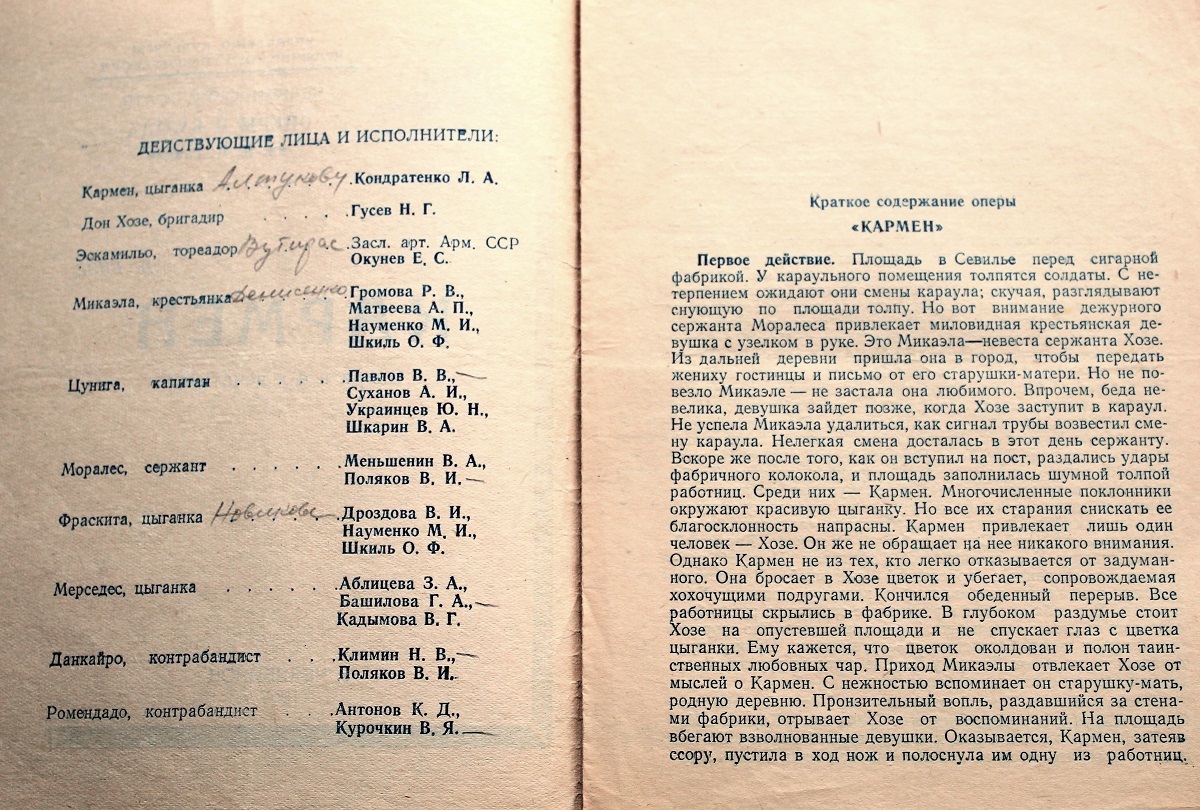 ДЕЙСТВУЮЩИЕ ЛИЦА И ИСПОЛНИТЕЛИ:
Кармен, цыганка Кондратенко Л. А.
Дон Хозе, бригадир . . . . . Гусев Н. Г.
Эскамильо, тореадор Вутирас Засл. арт. Арм. ССР
Окунев Е. С.
Микаэла, крестьянка Денисенко Громова Р. В.,
Матвеева А. П.,
Науменко М. И.,
Шкиль О. Ф.
Цунига, капитан . . . . . . Павлов В. В.,—
Суханов А. И.,
Украинцев Ю. Н.,
Шкарин В. А.
Моралес, сержант . . . . . Меньшенин В. А.,
Поляков В. И.—
Фраскита, цыганка Новикова Дроздова В. И.,
Науменко М. И.,
Шкиль О. Ф.
Мерседес, цыганка . . . . . . Аблицева З. А.,
Башилова Г. А.,—
Кадымова В. Г.
Данкайро, контрабандист . . . Климин Н. В.,—
Поляков В. И.
Ромендадо, контрабандист . . . Антонов К. Д.,
Курочкин В. Я.—
Краткое содержание оперы
«КАРМЕН»
Первое действие. Площадь в Севилье перед сигарной
фабрикой. У караульного помещения толпятся солдаты. С не-
терпением ожидают они смены караула; скучая, разглядывают
снующую по площади толпу. Но вот внимание дежурного
сержанта Моралеса привлекает миловидная крестьянская де-
вушка с узелком в руке. Это Микаэла—невеста сержанта Хозе.
Из дальней деревни пришла она в город, чтобы передать
жениху гостинцы и письмо от его старушки-матери. Но не по-
везло Микаэле — не застала она любимого. Впрочем, беда не-
велика, девушка зайдет позже, когда Хозе заступит в караул.
Не успела Микаэла удалиться, как сигнал трубы возвестил сме-
ну караула. Нелегкая смена досталась в этот день сержанту.
Вскоре же после того, как он вступил на пост, раздались удары
фабричного колокола, и площадь заполнилась шумной толпой
работниц. Среди них — Кармен. Многочисленные поклонники
окружают красивую цыганку. Но все их старания снискать ее
благосклонность напрасны. Кармен привлекает лишь один
человек — Хозе. Он же не обращает на нее никакого внимания.
Однако Кармен не из тех, кто легко отказывается от задуман-
ного. Она бросает в Хозе цветок и убегает, сопровождаемая
хохочущими подругами. Кончился обеденный перерыв. Все
работницы скрылись в фабрике. В глубоком раздумье стоит
Хозе на опустевшей площади и не спускает глаз с цветка
цыганки. Ему кажется, что цветок околдован и полон таин-
ственных любовных чар. Приход Микаэлы отвлекает Хозе от
мыслей о Кармен. С нежностью вспоминает он старушку-мать,
родную деревню. Пронзительный вопль, раздавшийся за стена-
ми фабрики, отрывает Хозе от воспоминаний. На площадь
вбегают взволнованные девушки. Оказывается, Кармен, затеяв
ссору, пустила в ход нож и полоснула им одну из работниц.